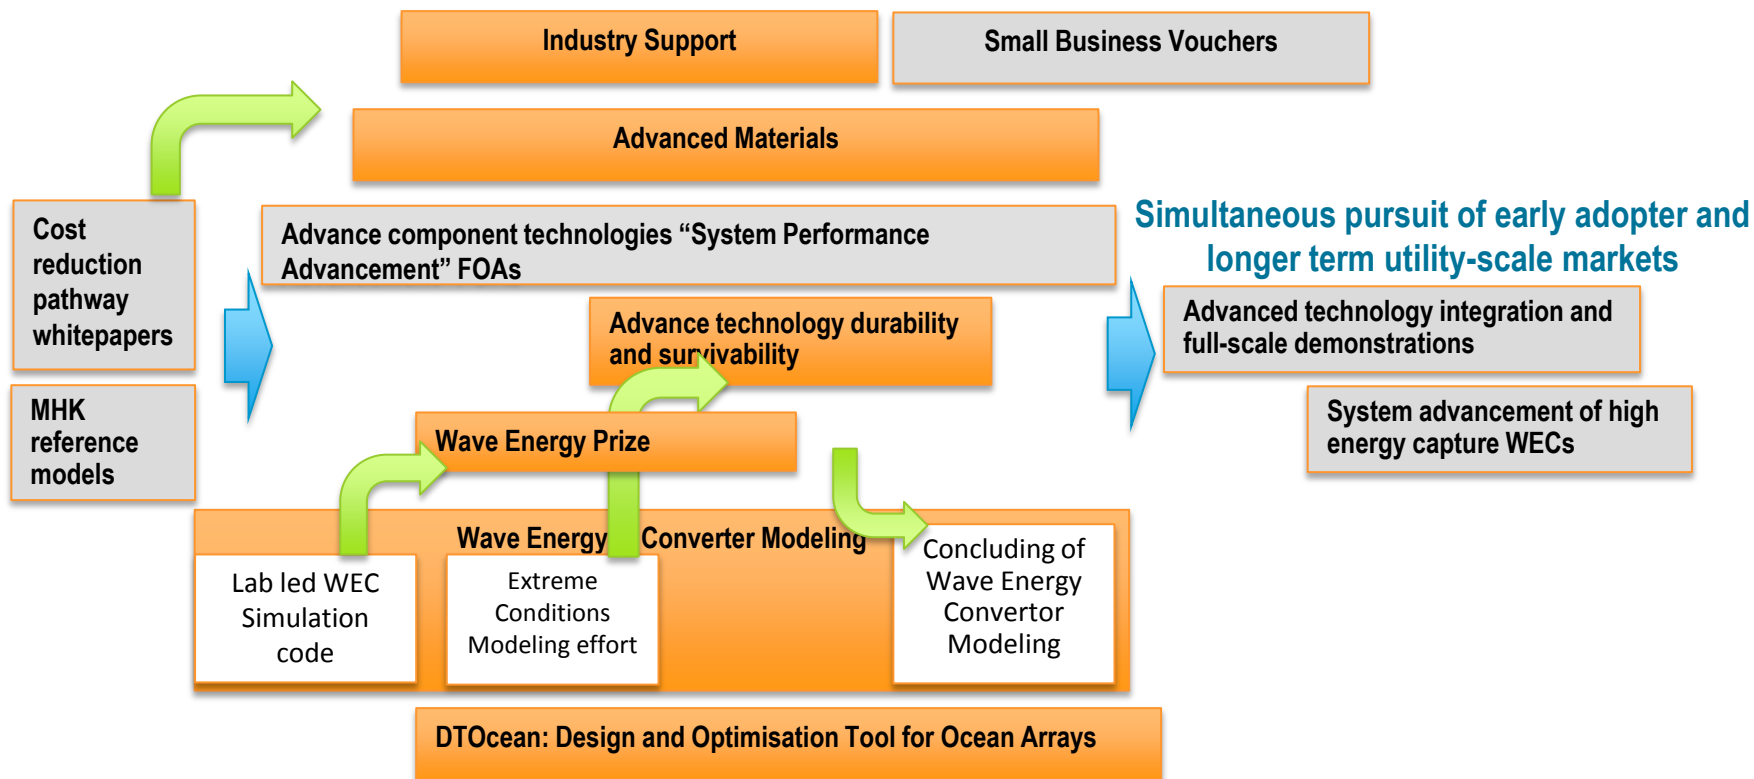 Industry Support
Small Business Vouchers
Advanced Materials
Cost
reduction
pathway
whitepapers
MHK
reference
models
Advance component technologies “System Performance
Advancement” FOAs
Advance technology durability
and survivability
Wave Energy Prize
Wave Energy Converter Modeling
Lab led WEC
Simulation
code
Extreme
Conditions
Modeling effort
Concluding of
Wave Energy
Convertor
Modeling
DTOcean: Design and Optimisation Tool for Ocean Arrays
Simultaneous pursuit of early adopter and
longer term utility-scale markets
Advanced technology integration and
full-scale demonstrations
System advancement of high
energy capture WECs